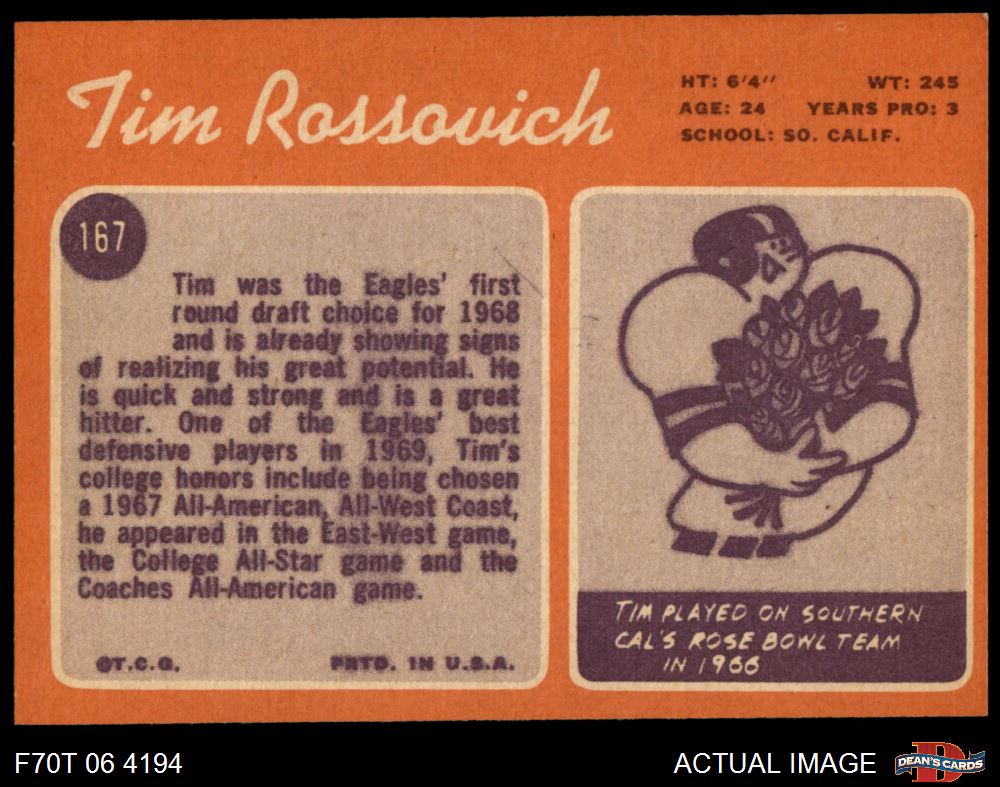 Tim Rossovich
HT: 6'4" WT: 245
AGE: 24 YEARS PRO: 3
SCHOOL: SO. CALIF.
167
Tim was the Eagles' first
round draft choice for 1968
and is already showing signs
of realizing his great potential. He
is quick and strong and is a great
hitter. One of the Eagles' best
defensive players in 1969, Tim's
college honors include being chosen
a 1967 All-American, All-West Coast,
he appeared in the East-West game,
the College All-Star game and the
Coaches All-American game.
©T.C.G. PRTD. IN U.S.A.
TIM PLAYED ON SOUTHERN
CAL'S ROSE BOWL TEAM
IN 1966
F70T 06 4194
ACTUAL IMAGE
D
DEAN'S CARDS